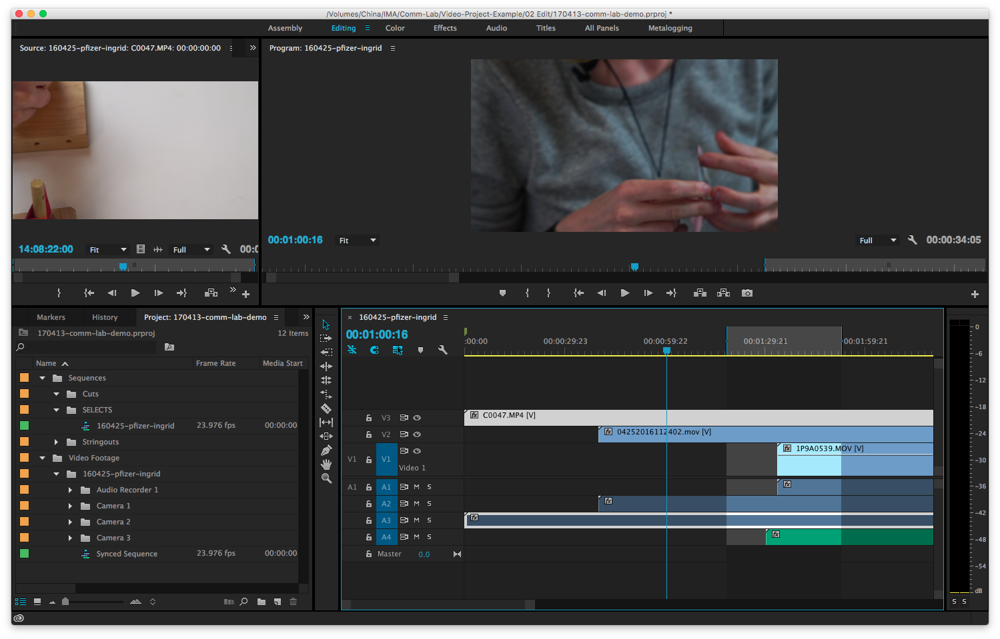 /Volumes/China/IMA/Comm-Lab/Video-Project-Example/02 Edit/170413-comm-lab-demo.prproj *
Assembly Editing Color Effects Audio Titles All Panels Metalogging
Source: 160425-pfizer-ingrid: C0047.MP4: 00:00:00:00
Program: 160425-pfizer-ingrid
14:08:22:00 Fit Full 00:0
00:01:00:16 Fit Full 00:00:34:05
Markers History Project: 170413-comm-lab-demo
170413-comm-lab-demo.prproj 12 Items
Name Frame Rate Media Start
Sequences
Cuts
SELECTS
160425-pfizer-ingrid 23.976 fps 00:00:00
Stringouts
Video Footage
160425-pfizer-ingrid
Audio Recorder 1
Camera 1
Camera 2
Camera 3
Synced Sequence 23.976 fps 00:00:00
× 160425-pfizer-ingrid
00:01:00:16
:00:00 00:00:29:23 00:00:59:22 00:01:29:21 00:01:59:21
V3 fx C0047.MP4 [V]
V2 fx 04252016112402.mov [V]
V1 V1 Video 1 fx 1P9A0539.MOV [V]
A1 A1 M S fx
A2 M S fx
A3 M S fx
A4 M S fx
Master 0.0
0
-6
-12
-18
-24
-30
-36
-42
-48
-54
dB
S S